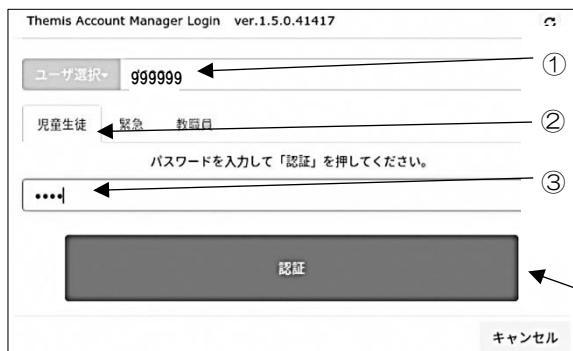 Themis Account Manager Login ver.1.5.0.41417
ユーザ選択 g99999 ①
児童生徒 緊急 教職員 ②
パスワードを入力して「認証」を押してください。
•••• ③
認証
キャンセル